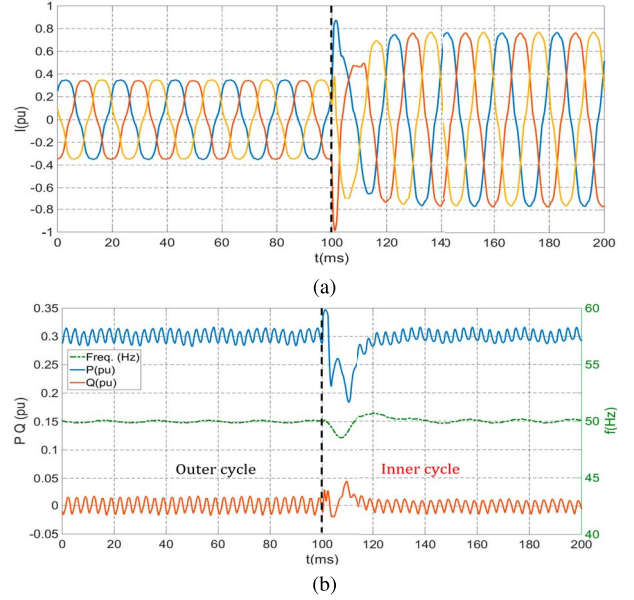 1
0.8
0.6
0.4
0.2
0
-0.2
-0.4
-0.6
-0.8
-1
I(pu)
0 20 40 60 80 100 120 140 160 180 200
t(ms)
(a)
0.35
0.3
0.25
0.2
0.15
0.1
0.05
0
-0.05
P Q (pu)
Freq. (Hz)
P(pu)
Q(pu)
Outer cycle
Inner cycle
60
55
50
45
40
f(Hz)
0 20 40 60 80 100 120 140 160 180 200
t(ms)
(b)